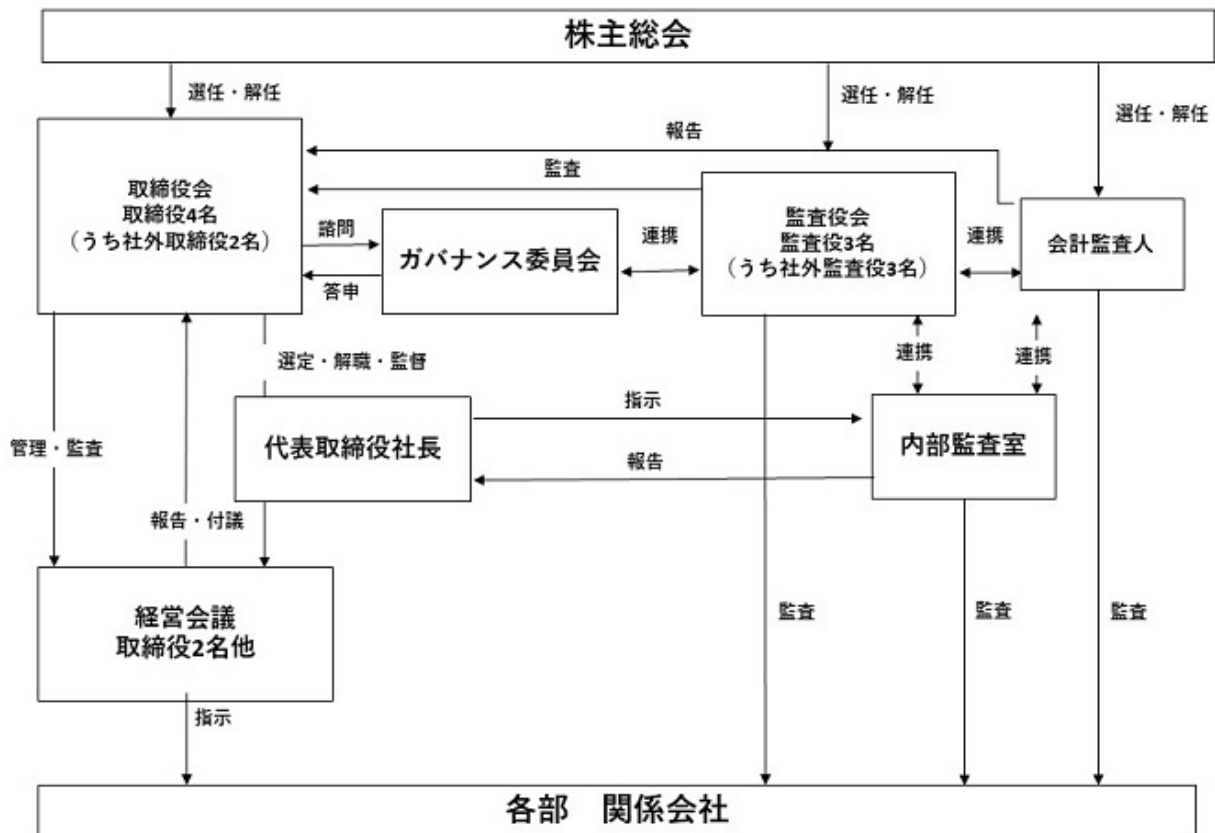 株主総会
選任・解任
選任・解任
選任・解任
報告
監査
取締役会
取締役4名
（うち社外取締役2名）
諮問
答申
ガバナンス委員会
連携
監査役会
監査役3名
（うち社外監査役3名）
連携
会計監査人
選定・解職・監督
連携
連携
管理・監査
代表取締役社長
指示
報告
内部監査室
報告・付議
経営会議
取締役2名他
監査
監査
監査
指示
各部　関係会社